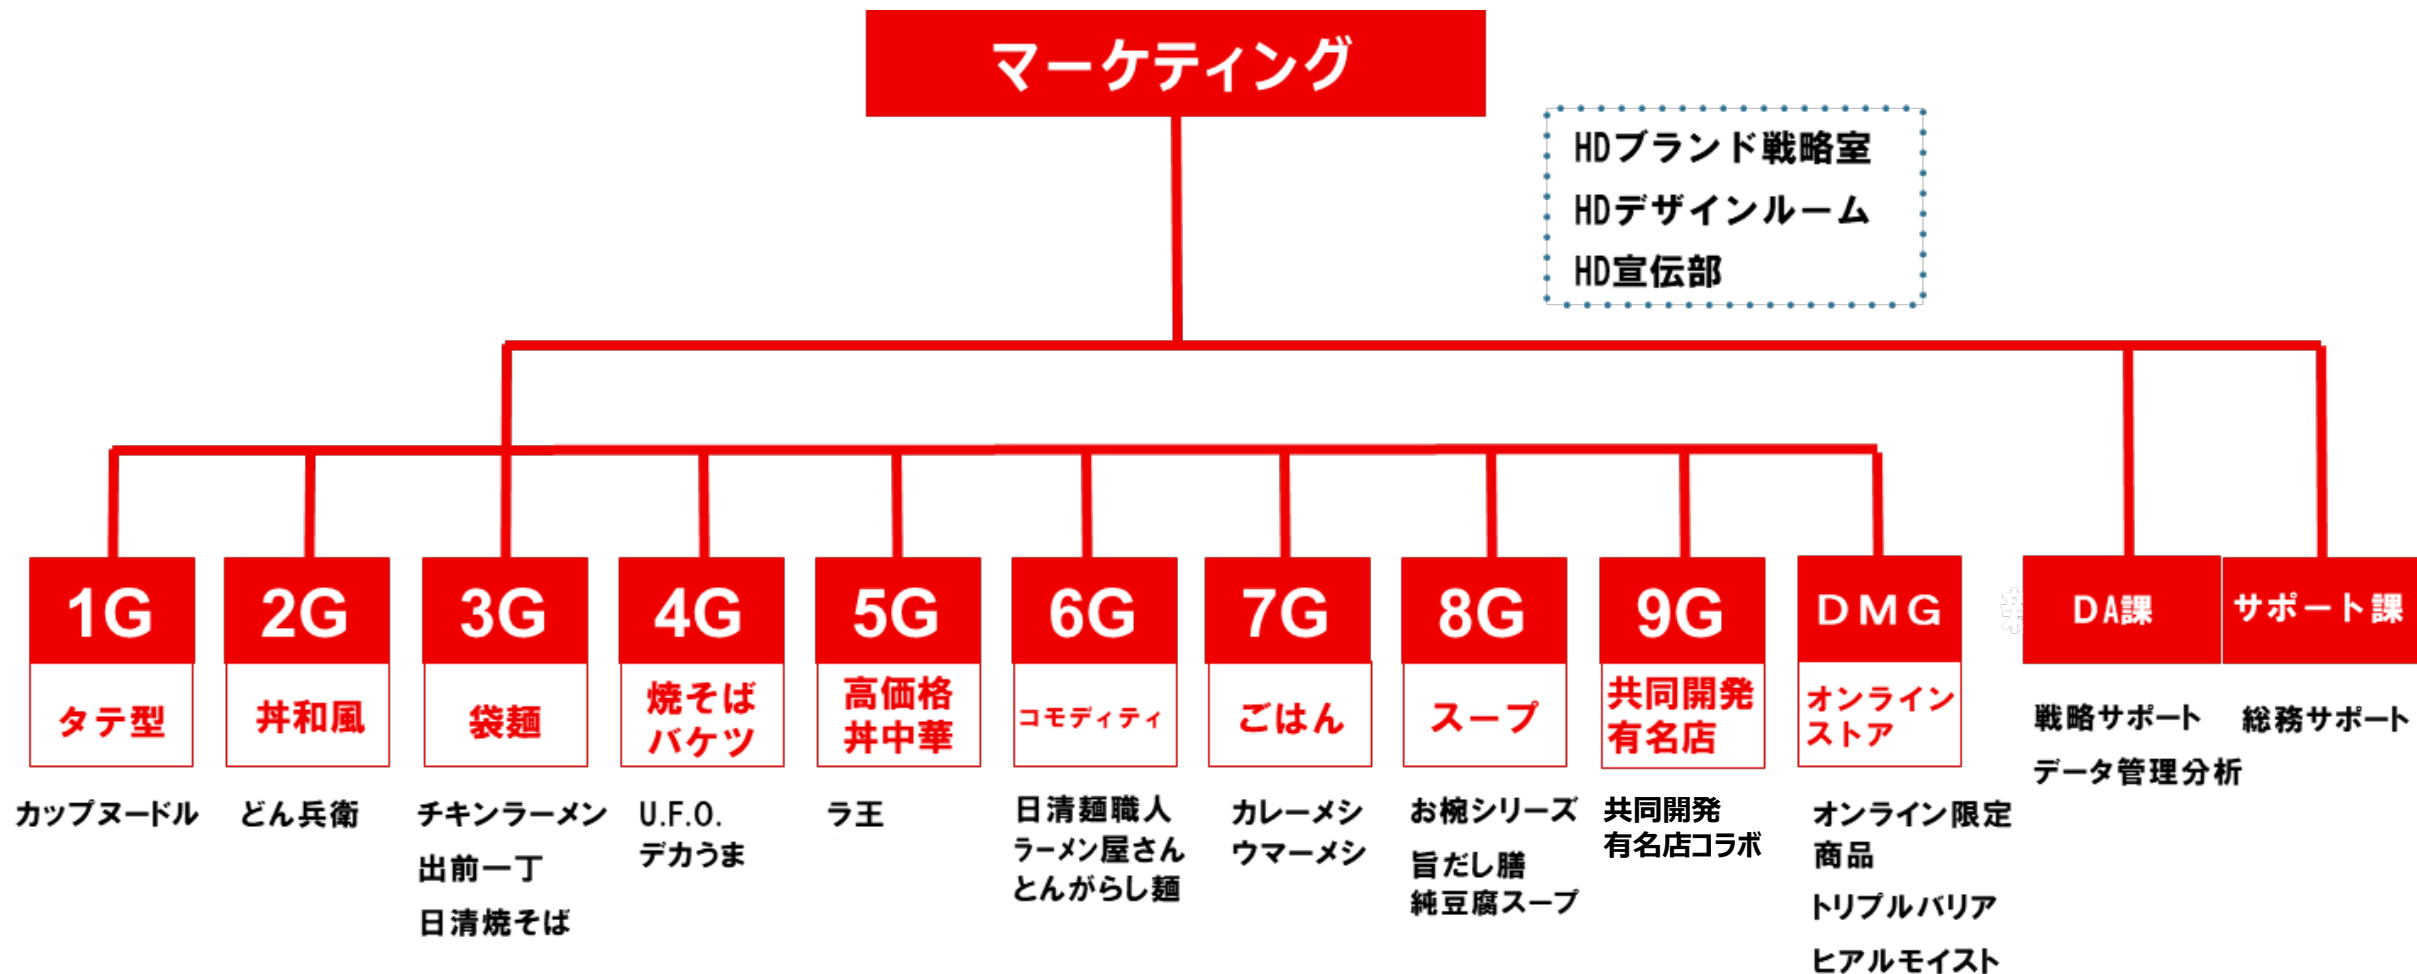 マーケティング
HDブランド戦略室
HDデザインルーム
HD宣伝部
1G
タテ型
カップヌードル
2G
丼和風
どん兵衛
3G
袋麺
チキンラーメン
出前一丁
日清焼そば
4G
焼そば
バケツ
U.F.O.
デカうま
5G
高価格
丼中華
ラ王
6G
コモディティ
日清麺職人
ラーメン屋さん
とんがらし麺
7G
ごはん
カレーメシ
ウマーメシ
8G
スープ
お椀シリーズ
旨だし膳
純豆腐スープ
9G
共同開発
有名店
共同開発
有名店コラボ
ＤＭＧ
オンライン
ストア
オンライン限定
商品
トリプルバリア
ヒアルモイスト
DA課
戦略サポート
データ管理分析
サポート課
総務サポート